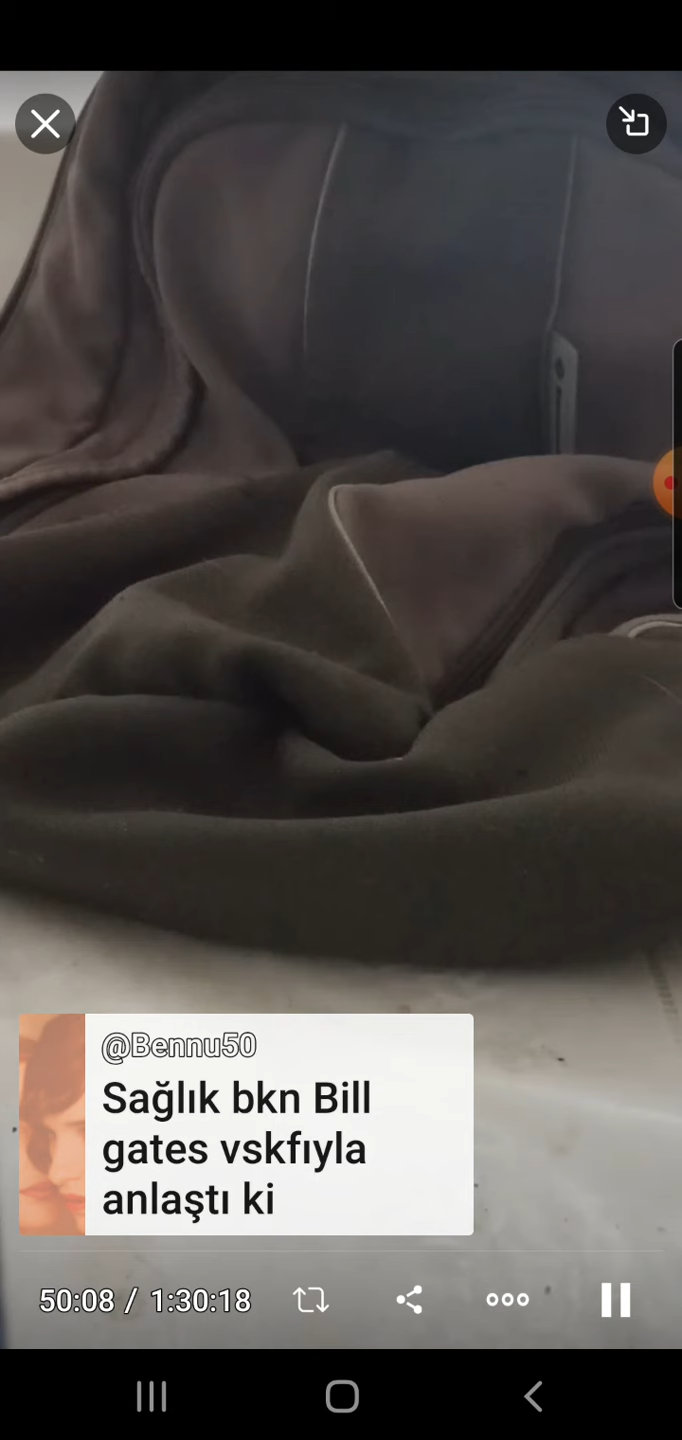 @Bennu50
Sağlık bkn Bill
gates vskfıyla
anlaştı ki
50:08 / 1:30:18